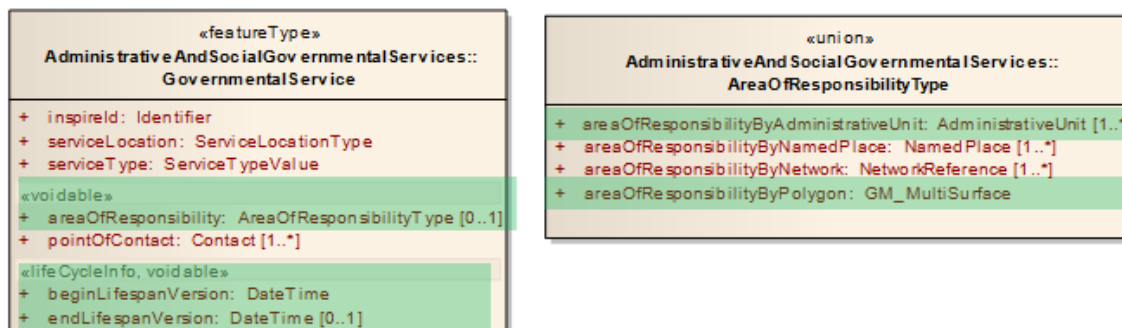 «featureType»
AdministrativeAndSocialGovernmentalServices::
GovernmentalService
+ inspireId: Identifier
+ serviceLocation: ServiceLocationType
+ serviceType: ServiceTypeValue
«voidable»
+ areaOfResponsibility: AreaOfResponsibilityType [0..1]
+ pointOfContact: Contact [1..*]
«lifeCycleInfo, voidable»
+ beginLifespanVersion: DateTime
+ endLifespanVersion: DateTime [0..1]
«union»
AdministrativeAndSocialGovernmentalServices::
AreaOfResponsibilityType
+ areaOfResponsibilityByAdministrativeUnit: AdministrativeUnit [1..*
+ areaOfResponsibilityByNamedPlace: NamedPlace [1..*]
+ areaOfResponsibilityByNetwork: NetworkReference [1..*]
+ areaOfResponsibilityByPolygon: GM_MultiSurface